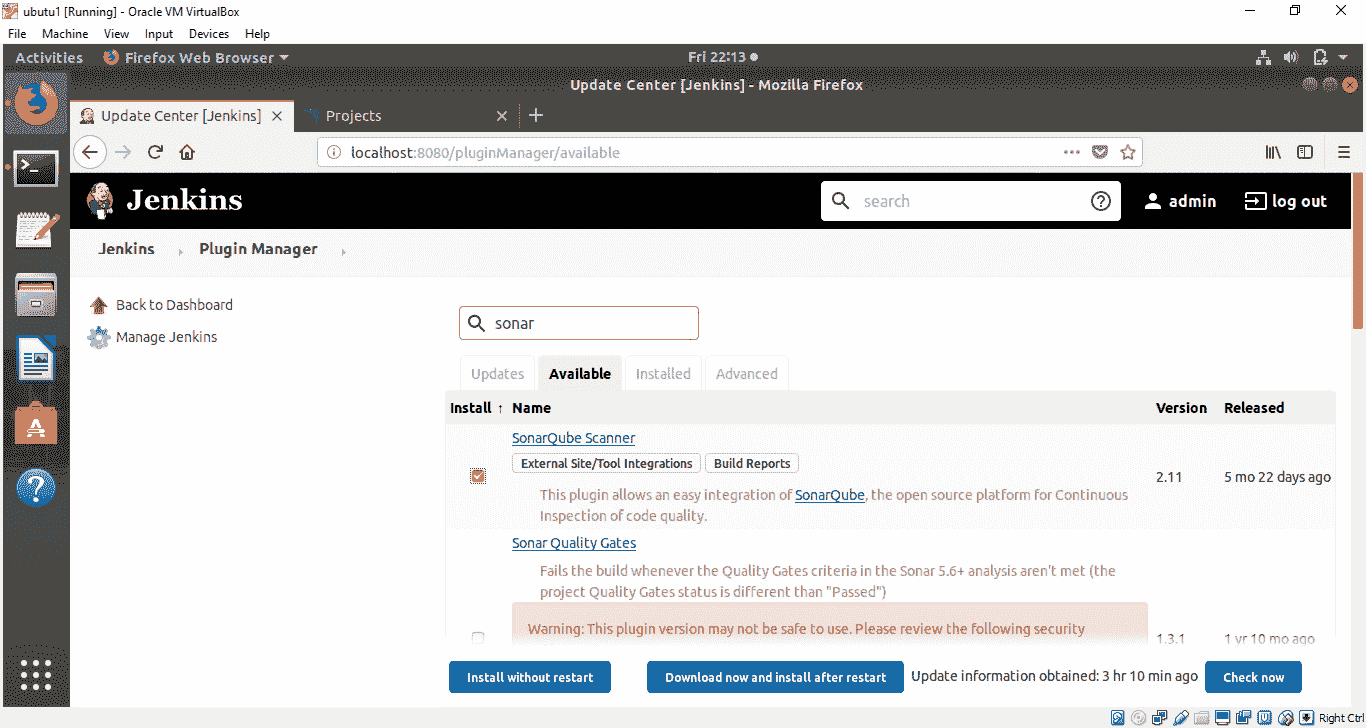 ubutu1 [Running] - Oracle VM VirtualBox
File Machine View Input Devices Help
Activities Firefox Web Browser Fri 22:13
Update Center [Jenkins] - Mozilla Firefox
Update Center [Jenkins] Projects
localhost:8080/pluginManager/available
Jenkins search admin log out
Jenkins Plugin Manager
Back to Dashboard
Manage Jenkins
sonar
Updates Available Installed Advanced
Install ↑ Name Version Released
SonarQube Scanner
External Site/Tool Integrations Build Reports
2.11 5 mo 22 days ago
This plugin allows an easy integration of SonarQube, the open source platform for Continuous
Inspection of code quality.
Sonar Quality Gates
Fails the build whenever the Quality Gates criteria in the Sonar 5.6+ analysis aren't met (the
project Quality Gates status is different than "Passed")
Warning: This plugin version may not be safe to use. Please review the following security
1.3.1 1 yr 10 mo ago
Install without restart Download now and install after restart Update information obtained: 3 hr 10 min ago Check now
Right Ctrl